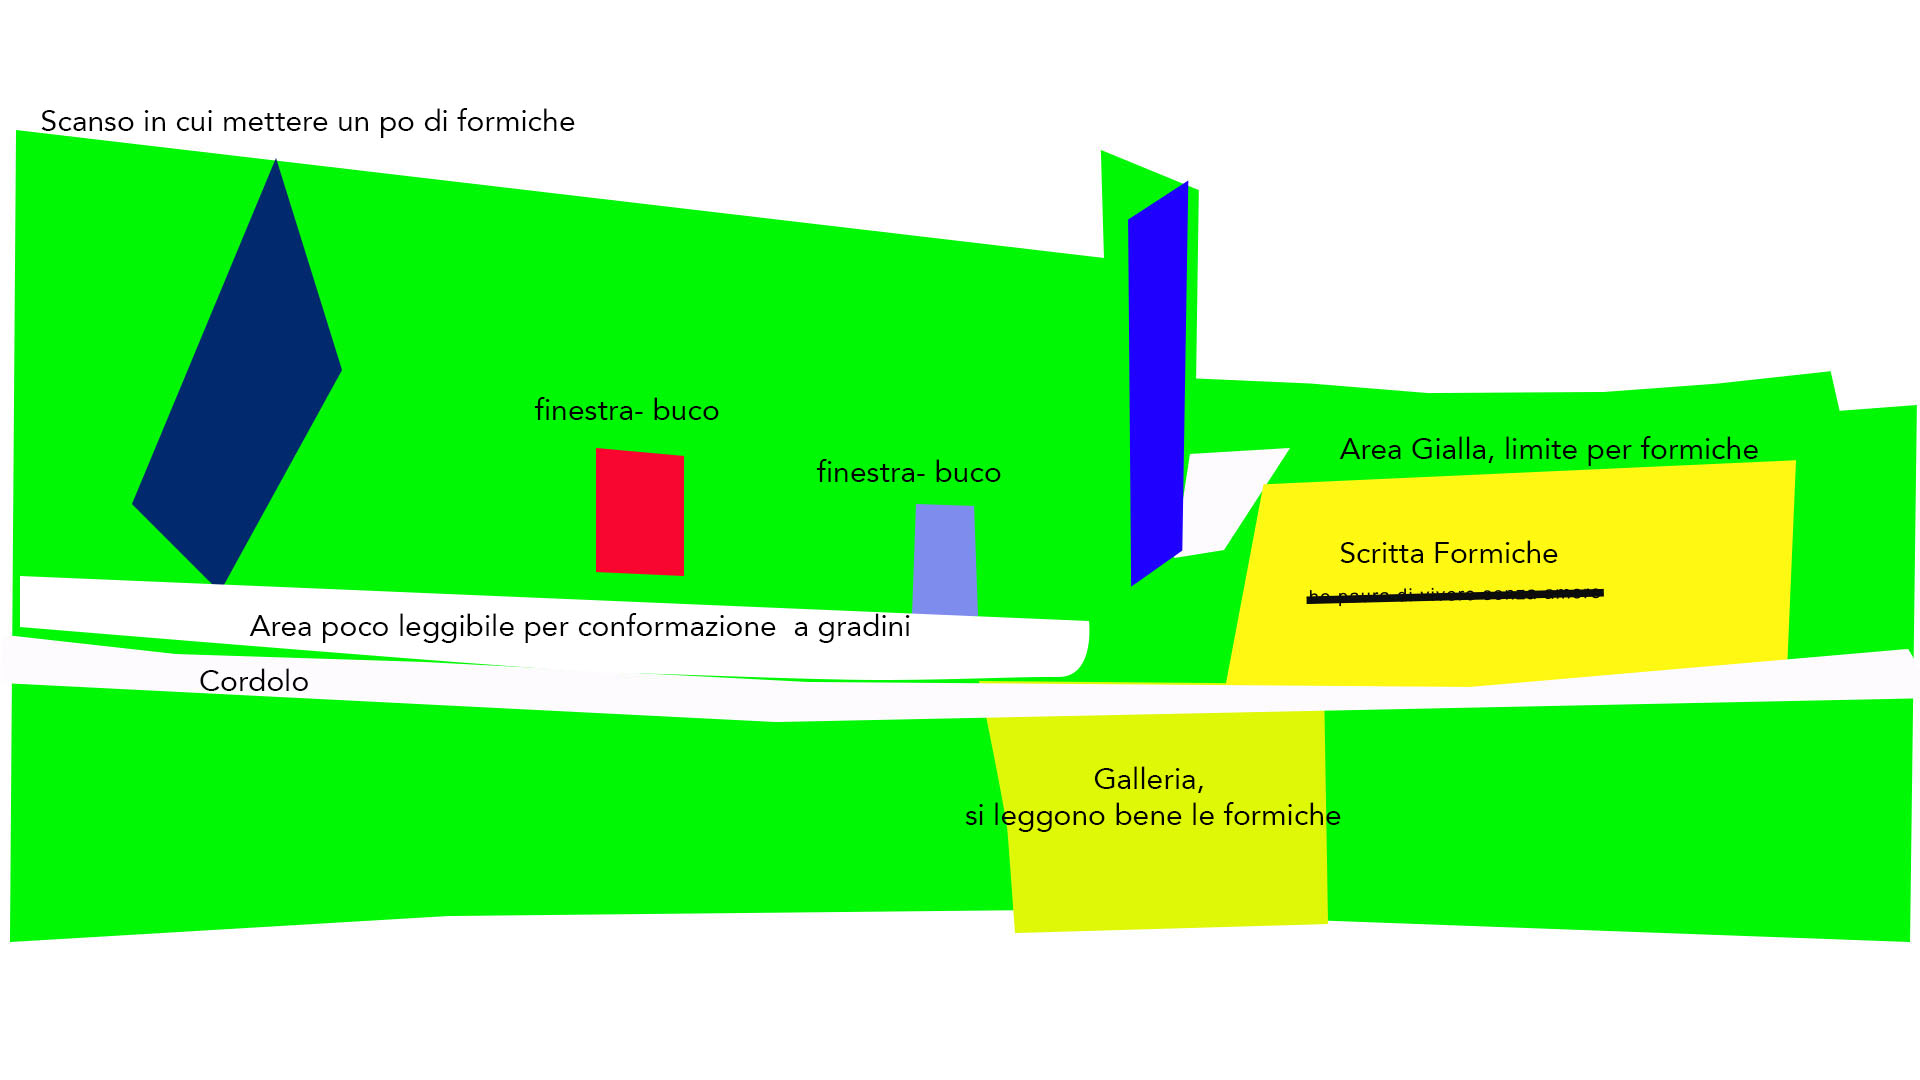 Scanso in cui mettere un po di formiche
finestra- buco
finestra- buco
Area Gialla, limite per formiche
Scritta Formiche
ho paura di vivere senza amore
Area poco leggibile per conformazione  a gradini
Cordolo
Galleria,
si leggono bene le formiche